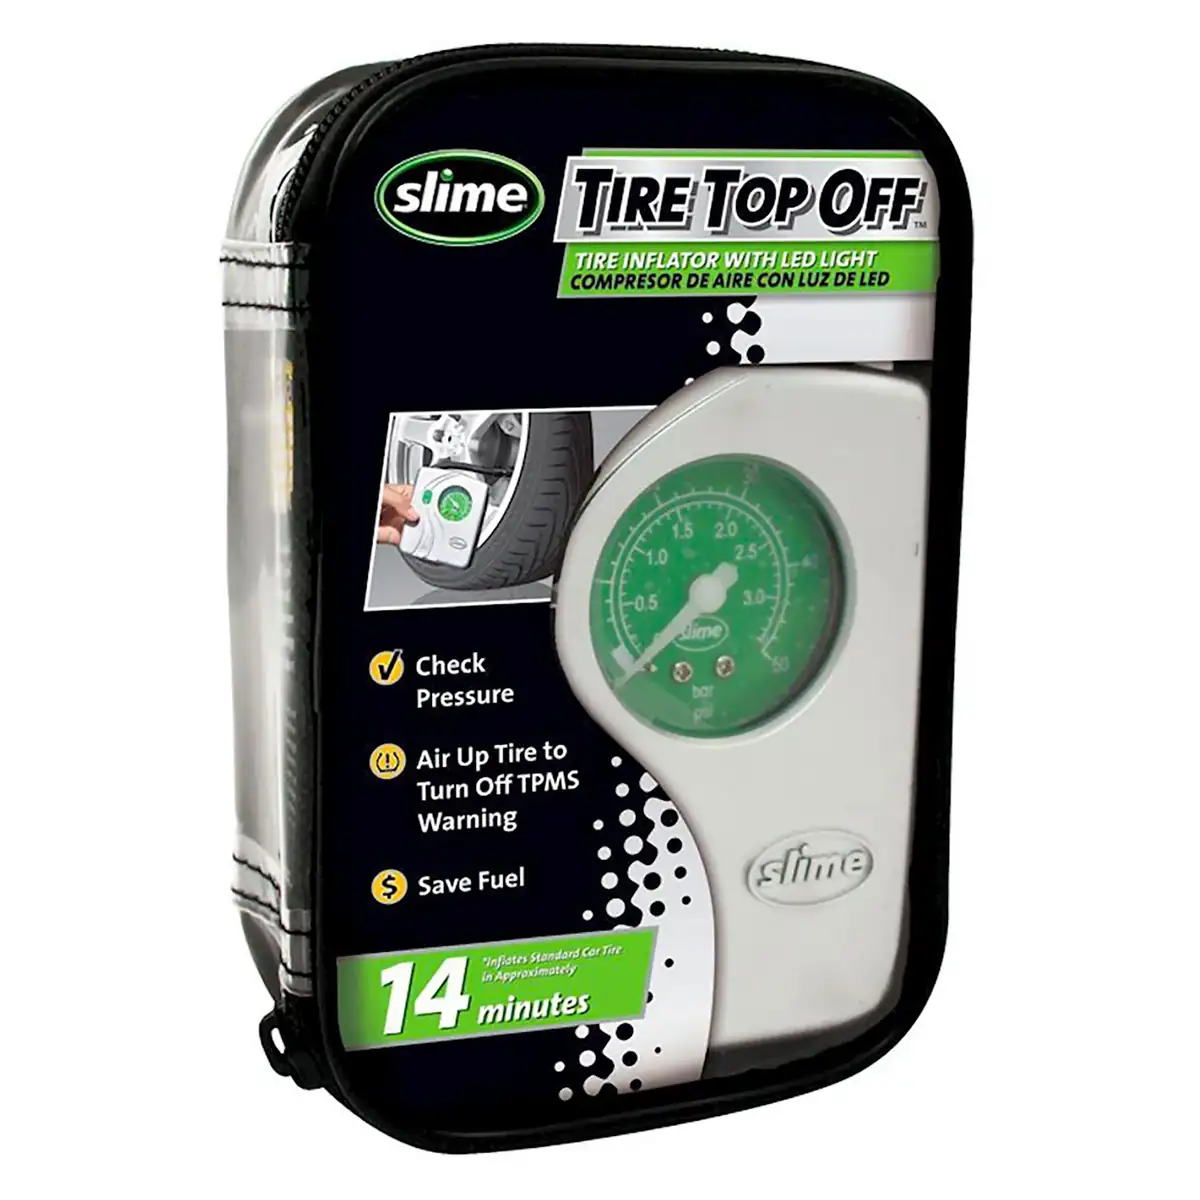 slime
TIRE TOP OFF™
TIRE INFLATOR WITH LED LIGHT
COMPRESOR DE AIRE CON LUZ DE LED
1.5 2.0
1.0 2.5
0.5 3.0
slime
50
bar
psi
Check
Pressure
Air Up Tire to
Turn Off TPMS
Warning
slime
$ Save Fuel
*Inflates Standard Car Tire
in Approximately
14 minutes